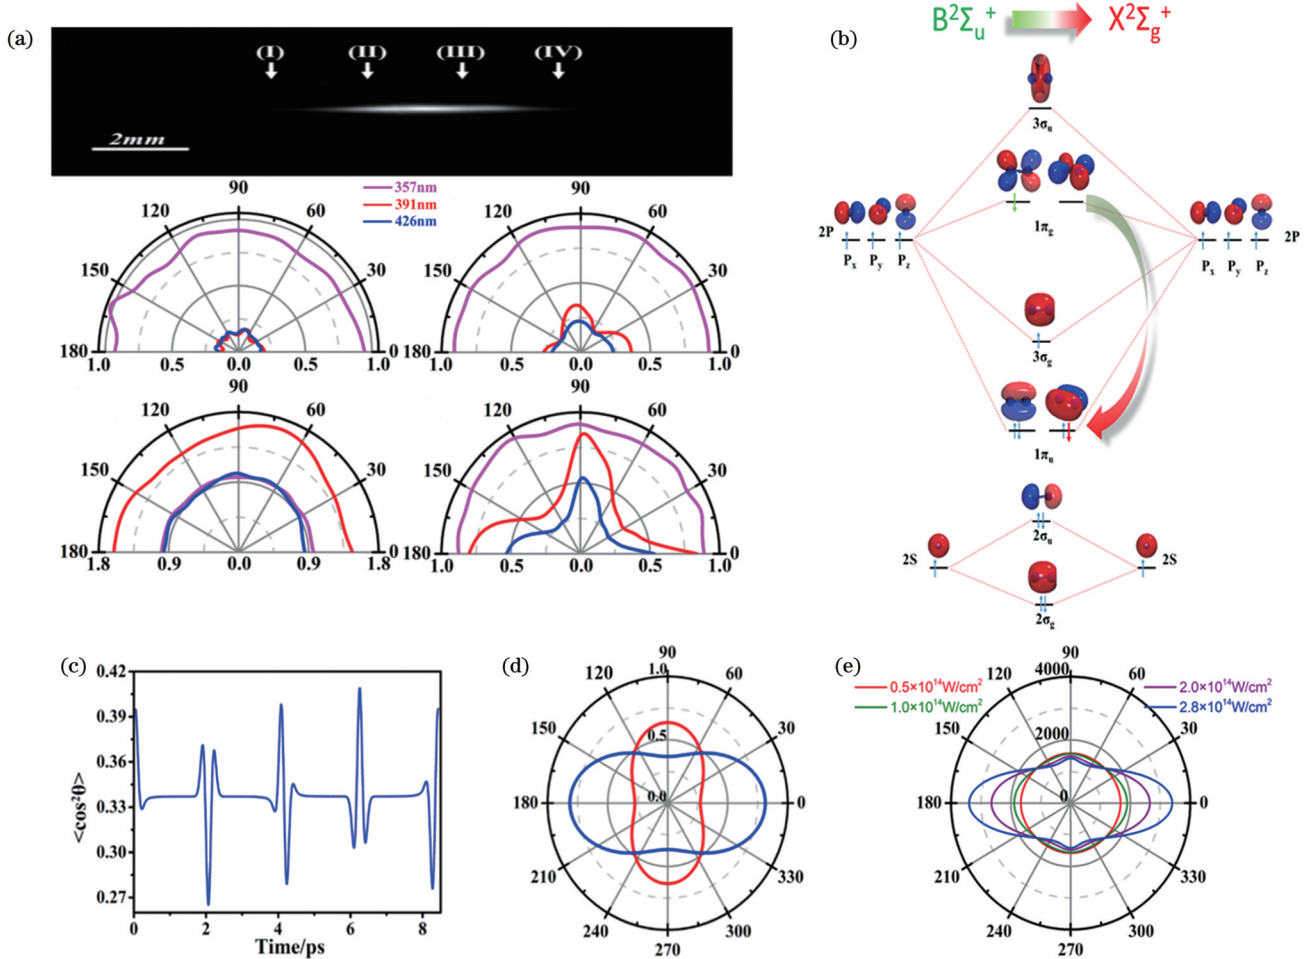 (a)
(I) (II) (III) (IV)
2mm
357nm
391nm
426nm
90
120 60
150 30
180 0
1.0 0.5 0.0 0.5 1.0
90
120 60
150 30
180 0
1.0 0.5 0.0 0.5 1.0
90
120 60
150 30
180 0
1.8 0.9 0.0 0.9 1.8
90
120 60
150 30
180 0
1.0 0.5 0.0 0.5 1.0
(b)
B²Σᵤ⁺ X²Σg⁺
3σᵤ
1πg
2P 2P
Pₓ Pᵧ P_z Pₓ Pᵧ P_z
3σg
1πᵤ
2σᵤ
2S 2S
2σg
(c)
0.42
0.39
0.36
0.33
0.30
0.27
<cos²θ>
0 2 4 6 8
Time/ps
(d)
90
120 1.0 60
150 0.5 30
180 0.0 0
210 330
240 300
270
(e)
0.5×10¹⁴W/cm²
1.0×10¹⁴W/cm²
2.0×10¹⁴W/cm²
2.8×10¹⁴W/cm²
90
120 4000 60
150 2000 30
180 0 0
210 330
240 300
270